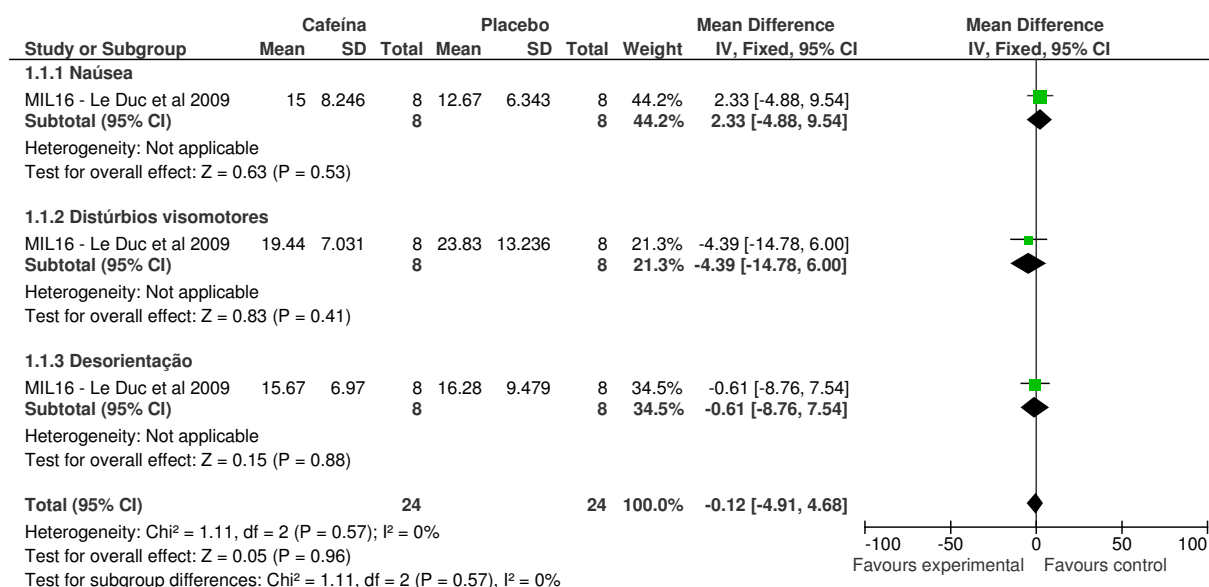 Cafeína Placebo Mean Difference Mean Difference
Study or Subgroup Mean SD Total Mean SD Total Weight IV, Fixed, 95% CI IV, Fixed, 95% CI
1.1.1 Naúsea
MIL16 - Le Duc et al 2009 15 8.246 8 12.67 6.343 8 44.2% 2.33 [-4.88, 9.54]
Subtotal (95% CI) 8 8 44.2% 2.33 [-4.88, 9.54]
Heterogeneity: Not applicable
Test for overall effect: Z = 0.63 (P = 0.53)
1.1.2 Distúrbios visomotores
MIL16 - Le Duc et al 2009 19.44 7.031 8 23.83 13.236 8 21.3% -4.39 [-14.78, 6.00]
Subtotal (95% CI) 8 8 21.3% -4.39 [-14.78, 6.00]
Heterogeneity: Not applicable
Test for overall effect: Z = 0.83 (P = 0.41)
1.1.3 Desorientação
MIL16 - Le Duc et al 2009 15.67 6.97 8 16.28 9.479 8 34.5% -0.61 [-8.76, 7.54]
Subtotal (95% CI) 8 8 34.5% -0.61 [-8.76, 7.54]
Heterogeneity: Not applicable
Test for overall effect: Z = 0.15 (P = 0.88)
Total (95% CI) 24 24 100.0% -0.12 [-4.91, 4.68]
Heterogeneity: Chi² = 1.11, df = 2 (P = 0.57); I² = 0%
Test for overall effect: Z = 0.05 (P = 0.96)
Test for subgroup differences: Chi² = 1.11, df = 2 (P = 0.57), I² = 0%
-100 -50 0 50 100
Favours experimental Favours control